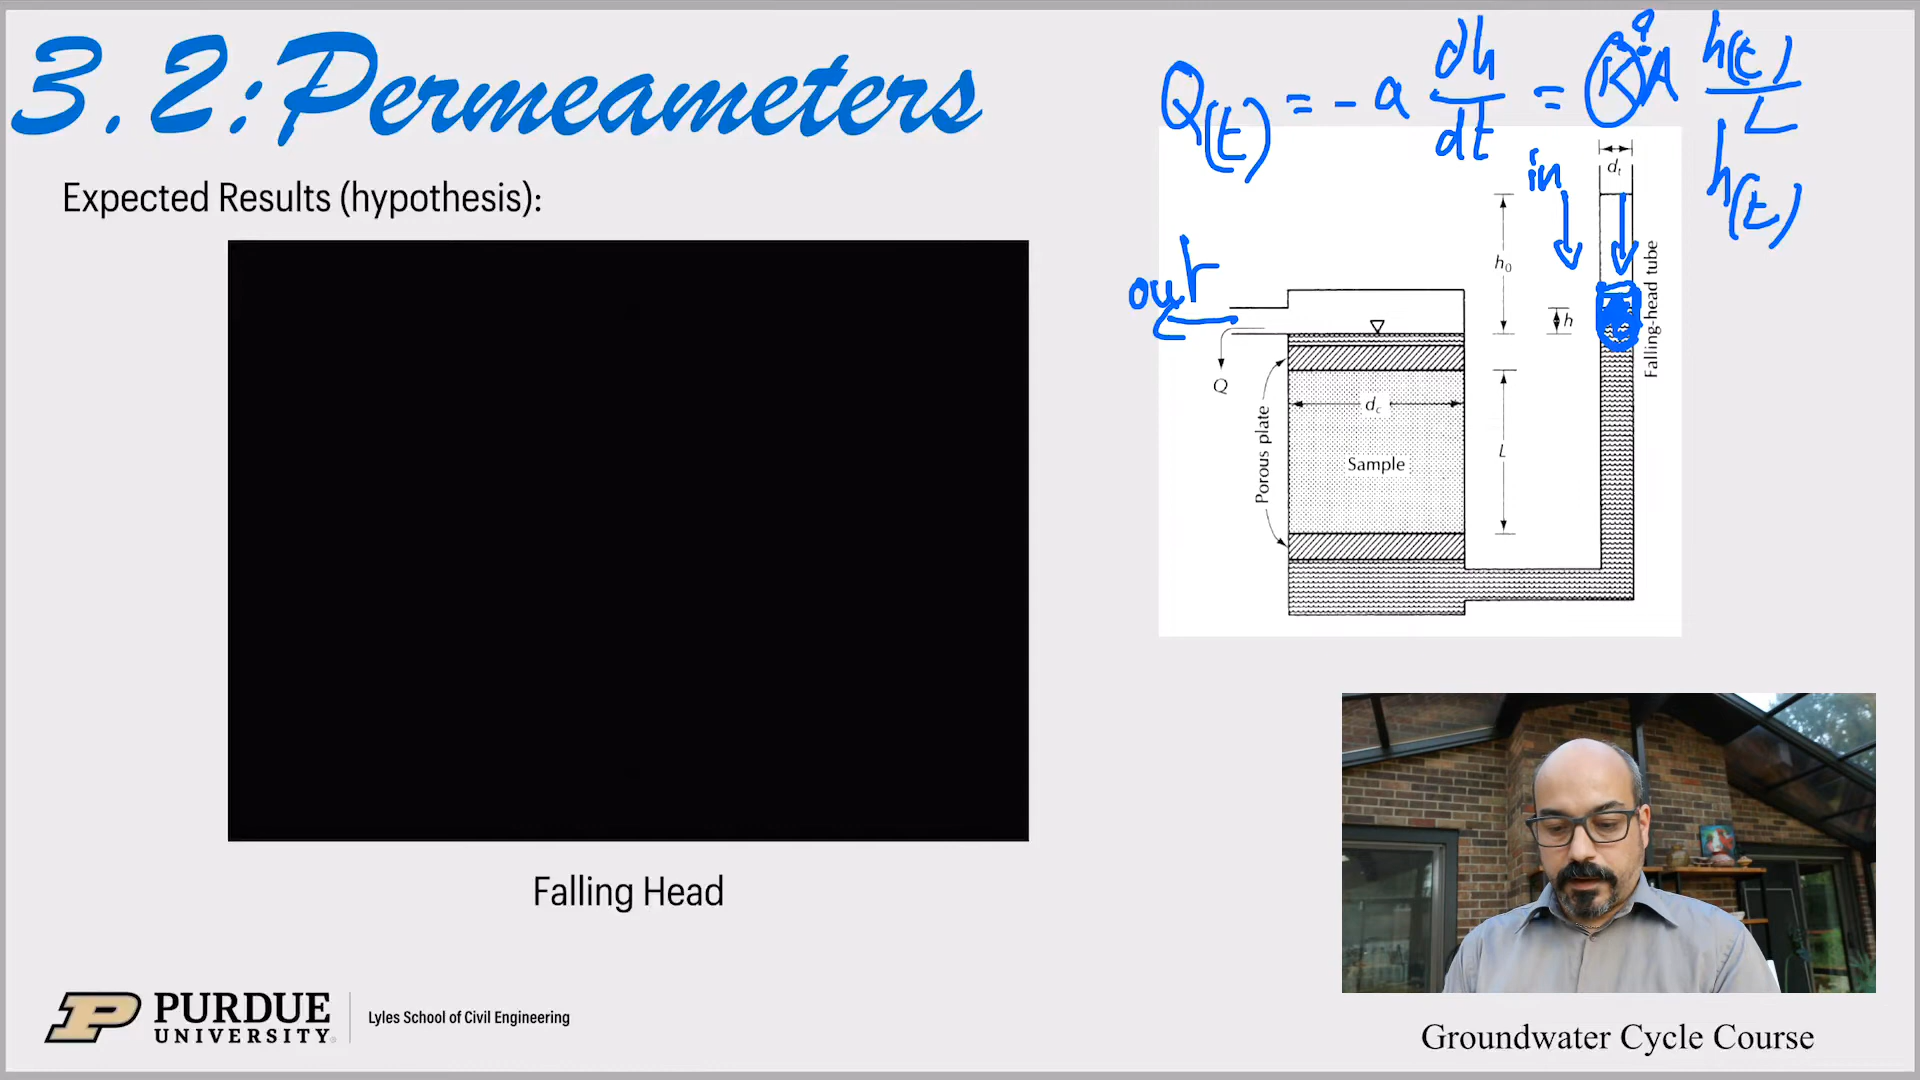 3.2: Permeameters
Expected Results (hypothesis):
Q(t) = - a dh/dt = K A h(t)/L
h(t)
in
out
dt
h0
h
Q
dc
L
Sample
Porous plate
Falling-head tube
Falling Head
PURDUE
UNIVERSITY
Lyles School of Civil Engineering
Groundwater Cycle Course